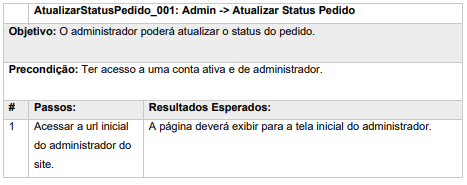 AtualizarStatusPedido_001: Admin -> Atualizar Status Pedido
Objetivo: O administrador poderá atualizar o status do pedido.
Precondição: Ter acesso a uma conta ativa e de administrador.
# Passos: Resultados Esperados:
1 Acessar a url inicial A página deverá exibir para a tela inicial do administrador.
do administrador do
site.